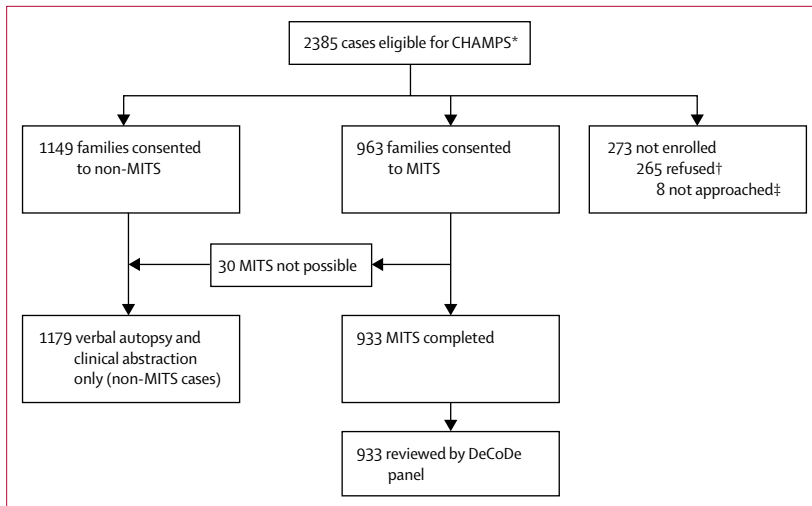 2385 cases eligible for CHAMPS*
1149 families consented
to non-MITS
963 families consented
to MITS
273 not enrolled
265 refused†
8 not approached‡
30 MITS not possible
1179 verbal autopsy and
clinical abstraction
only (non-MITS cases)
933 MITS completed
933 reviewed by DeCoDe
panel